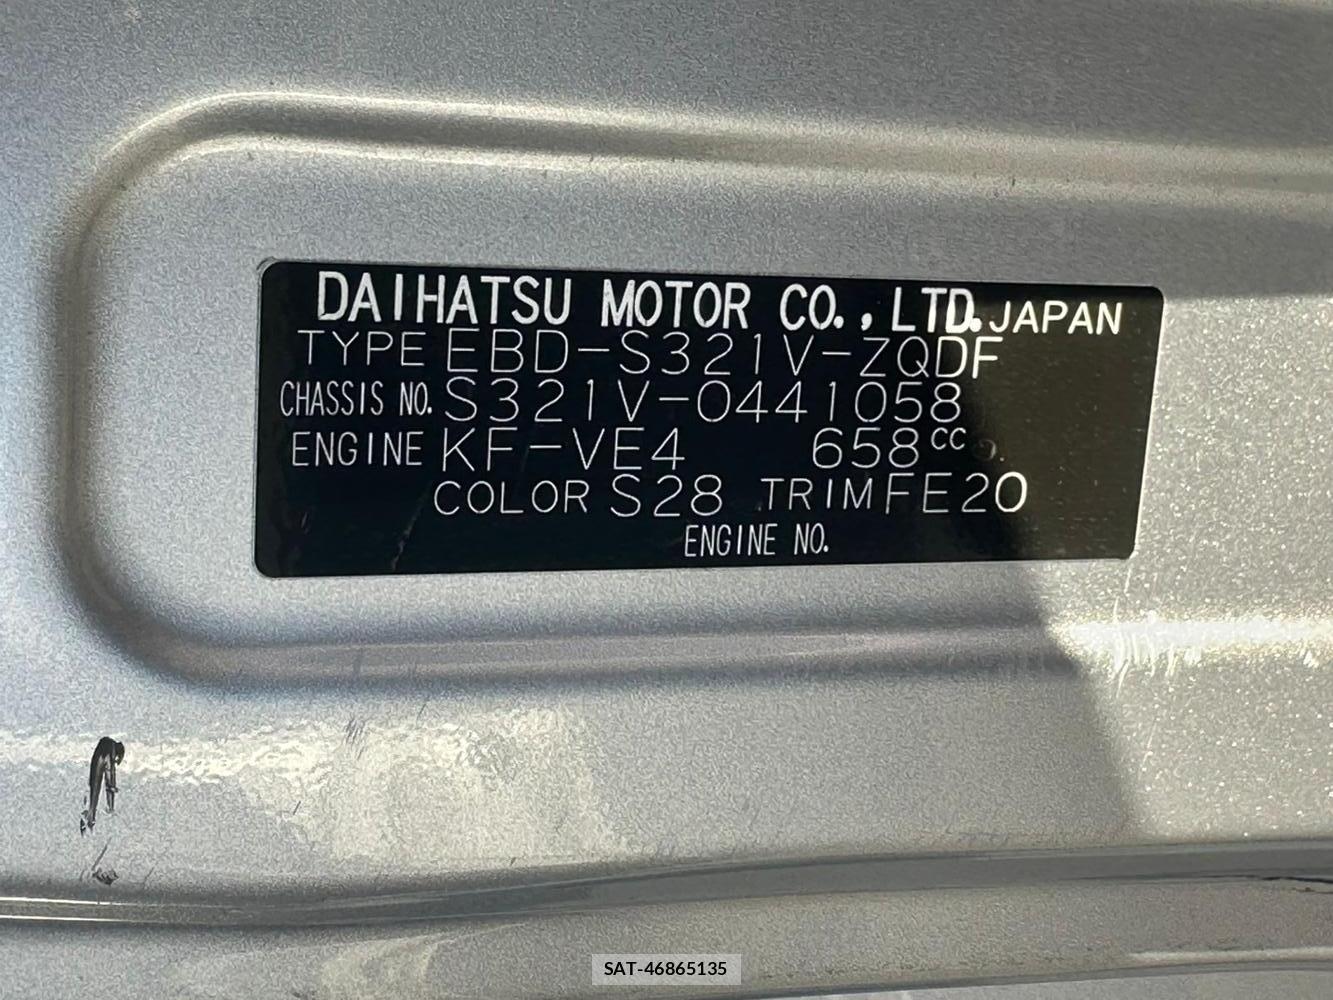 DAIHATSU MOTOR CO., LTD. JAPAN
TYPE EBD-S321V-ZQDF
CHASSIS NO. S321V-0441058
ENGINE KF-VE4 658cc
COLOR S28 TRIM FE20
ENGINE NO.
SAT-46865135